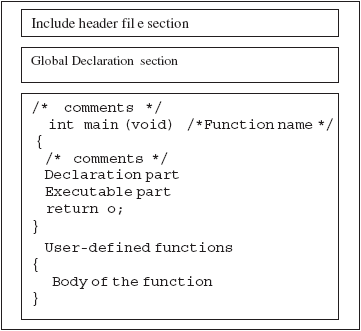 Include header file section
Global Declaration section
/* comments */
int main (void) /*Function name */
{
/* comments */
Declaration part
Executable part
return o;
}
User-defined functions
{
Body of the function
}